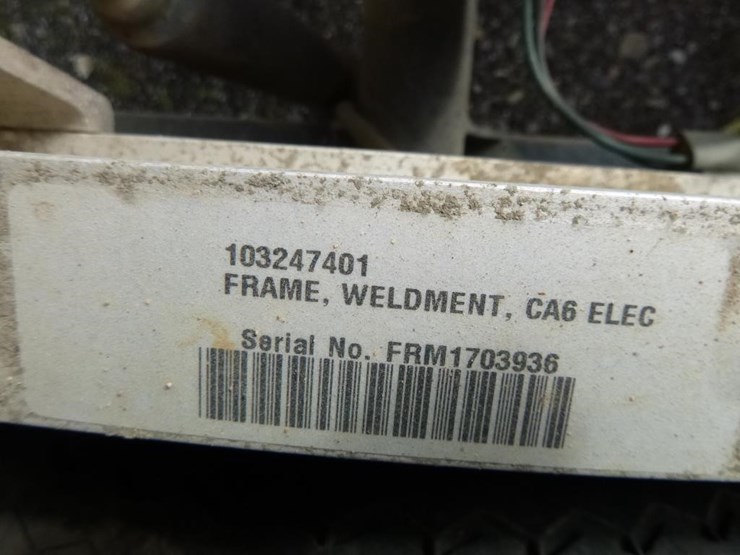 103247401
FRAME, WELDMENT, CA6 ELEC
Serial No. FRM1703936